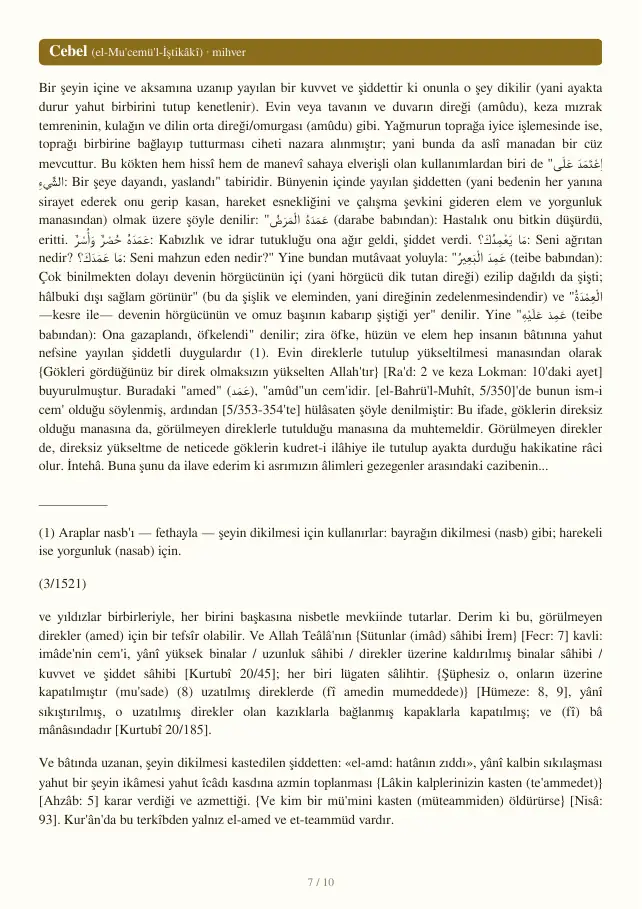 Cebel (el-Mu'cemü'l-İştikâkî) · mihver
Bir şeyin içine ve aksamına uzanıp yayılan bir kuvvet ve şiddettir ki onunla o şey dikilir (yani ayakta
durur yahut birbirini tutup kenetlenir). Evin veya tavanın ve duvarın direği (amûdu), keza mızrak
temreninin, kulağın ve dilin orta direği/omurgası (amûdu) gibi. Yağmurun toprağa iyice işlemesinde ise,
toprağı birbirine bağlayıp tutturması ciheti nazara alınmıştır; yani bunda da aslî manadan bir cüz
mevcuttur. Bu kökten hem hissî hem de manevî sahaya elverişli olan kullanımlardan biri de "إعْتَمَدَ عَلَى
الشَّيءِ: Bir şeye dayandı, yaslandı" tabiridir. Bünyenin içinde yayılan şiddetten (yani bedenin her yanına
sirayet ederek onu gerip kasan, hareket esnekliğini ve çalışma şevkini gideren elem ve yorgunluk
manasından) olmak üzere şöyle denilir: "عَمَدَهُ الْمَرَضُ (darabe babından): Hastalık onu bitkin düşürdü,
eritti. عَمَدَهُ حُصْرٌ وَأُسْرٌ: Kabızlık ve idrar tutukluğu ona ağır geldi, şiddet verdi. مَا يَعْمِدُكَ؟: Seni ağrıtan
nedir? مَا عَمَدَكَ؟: Seni mahzun eden nedir?" Yine bundan mutâvaat yoluyla: "عَمِدَ الْبَعِيرُ (teibe babından):
Çok binilmekten dolayı devenin hörgücünün içi (yani hörgücü dik tutan direği) ezilip dağıldı da şişti;
hâlbuki dışı sağlam görünür" (bu da şişlik ve eleminden, yani direğinin zedelenmesindendir) ve "الْعِمْدَةُ
—kesre ile— devenin hörgücünün ve omuz başının kabarıp şiştiği yer" denilir. Yine "عَمِدَ عَلَيْهِ (teibe
babından): Ona gazaplandı, öfkelendi" denilir; zira öfke, hüzün ve elem hep insanın bâtınına yahut
nefsine yayılan şiddetli duygulardır (1). Evin direklerle tutulup yükseltilmesi manasından olarak
{Gökleri gördüğünüz bir direk olmaksızın yükselten Allah'tır} [Ra'd: 2 ve keza Lokman: 10'daki ayet]
buyurulmuştur. Buradaki "amed" (عَمَد), "amûd"un cem'idir. [el-Bahrü'l-Muhît, 5/350]'de bunun ism-i
cem' olduğu söylenmiş, ardından [5/353-354'te] hülâsaten şöyle denilmiştir: Bu ifade, göklerin direksiz
olduğu manasına da, görülmeyen direklerle tutulduğu manasına da muhtemeldir. Görülmeyen direkler
de, direksiz yükseltme de neticede göklerin kudret-i ilâhiye ile tutulup ayakta durduğu hakikatine râci
olur. İntehâ. Buna şunu da ilave ederim ki asrımızın âlimleri gezegenler arasındaki cazibenin...
(1) Araplar nasb'ı — fethayla — şeyin dikilmesi için kullanırlar: bayrağın dikilmesi (nasb) gibi; harekeli
ise yorgunluk (nasab) için.
(3/1521)
ve yıldızlar birbirleriyle, her birini başkasına nisbetle mevkiinde tutarlar. Derim ki bu, görülmeyen
direkler (amed) için bir tefsîr olabilir. Ve Allah Teâlâ'nın {Sütunlar (imâd) sâhibi İrem} [Fecr: 7] kavli:
imâde'nin cem'i, yânî yüksek binalar / uzunluk sâhibi / direkler üzerine kaldırılmış binalar sâhibi /
kuvvet ve şiddet sâhibi [Kurtubî 20/45]; her biri lügaten sâlihtir. {Şüphesiz o, onların üzerine
kapatılmıştır (mu'sade) (8) uzatılmış direklerde (fî amedin mumeddede)} [Hümeze: 8, 9], yânî
sıkıştırılmış, o uzatılmış direkler olan kazıklarla bağlanmış kapaklarla kapatılmış; ve (fî) bâ
mânâsındadır [Kurtubî 20/185].
Ve bâtında uzanan, şeyin dikilmesi kastedilen şiddetten: «el-amd: hatânın zıddı», yânî kalbin sıkılaşması
yahut bir şeyin ikâmesi yahut îcâdı kasdına azmin toplanması {Lâkin kalplerinizin kasten (te'ammedet)}
[Ahzâb: 5] karar verdiği ve azmettiği. {Ve kim bir mü'mini kasten (müteammiden) öldürürse} [Nisâ:
93]. Kur'ân'da bu terkîbden yalnız el-amed ve et-teammüd vardır.
7 / 10